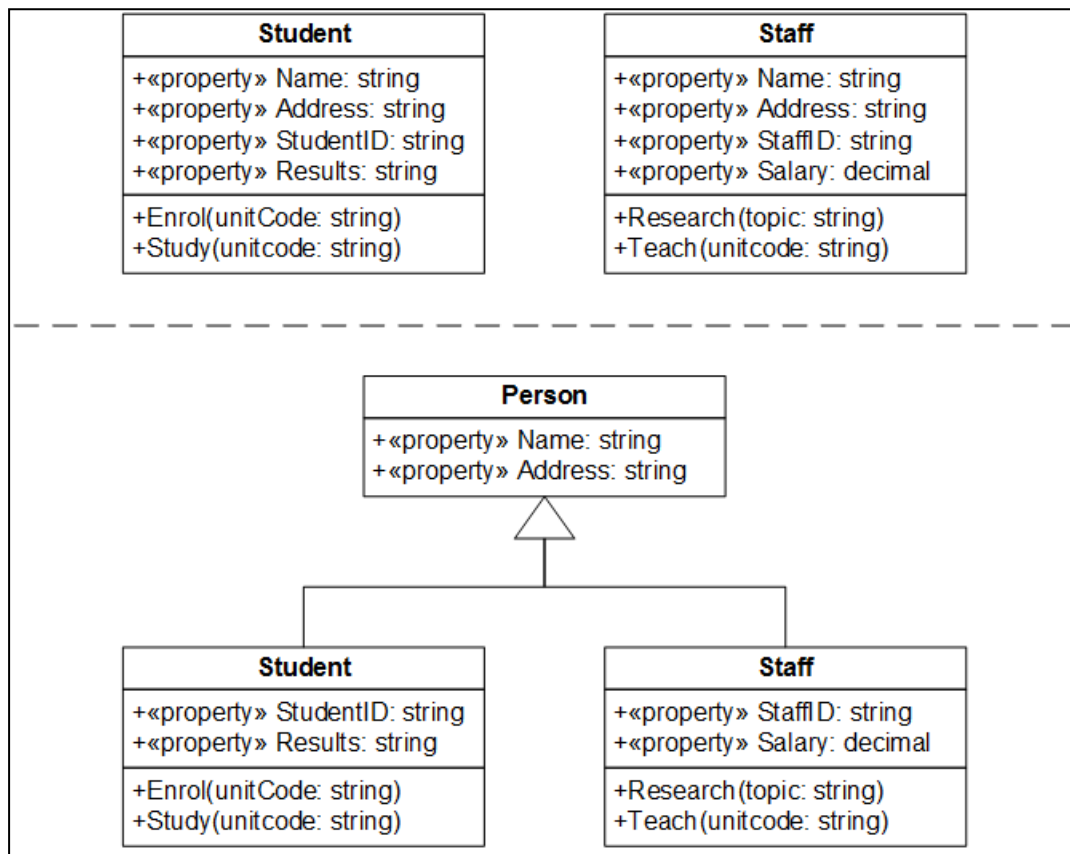 Student
+«property» Name: string
+«property» Address: string
+«property» StudentID: string
+«property» Results: string
+Enrol(unitCode: string)
+Study(unitcode: string)
Staff
+«property» Name: string
+«property» Address: string
+«property» StaffID: string
+«property» Salary: decimal
+Research(topic: string)
+Teach(unitcode: string)
Person
+«property» Name: string
+«property» Address: string
Student
+«property» StudentID: string
+«property» Results: string
+Enrol(unitCode: string)
+Study(unitcode: string)
Staff
+«property» StaffID: string
+«property» Salary: decimal
+Research(topic: string)
+Teach(unitcode: string)